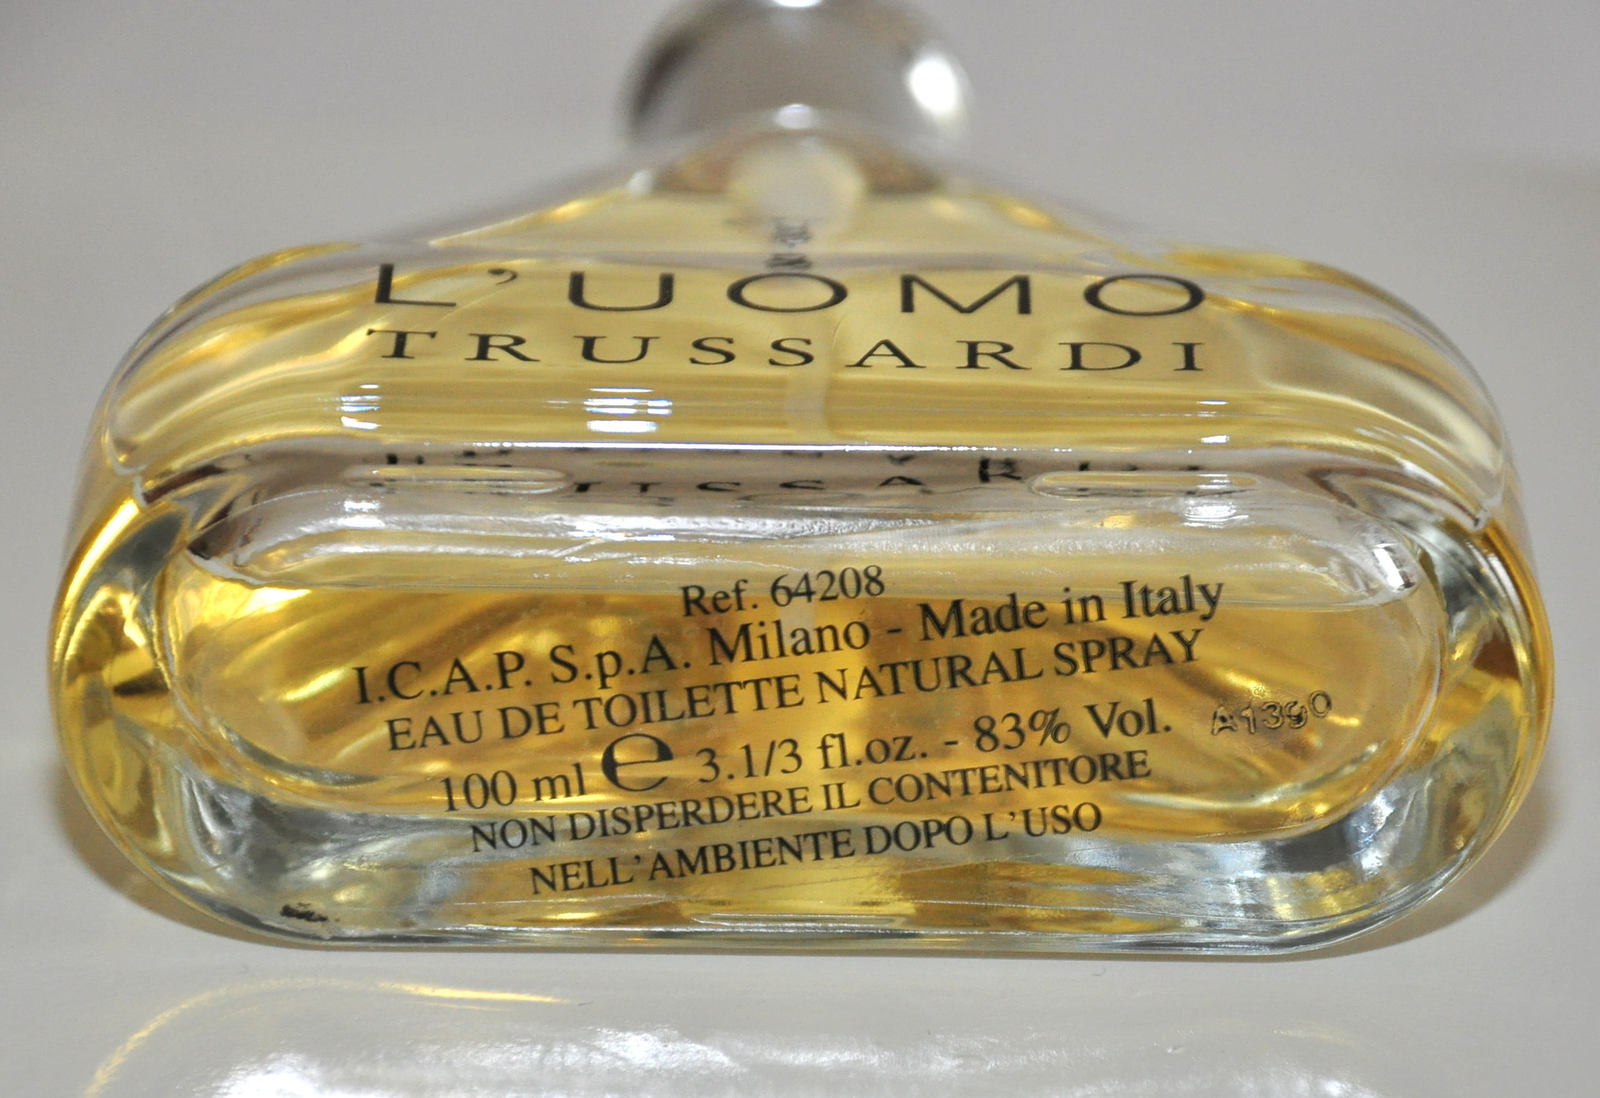 L'UOMO
TRUSSARDI
Ref. 64208
I.C.A.P. S.p.A. Milano - Made in Italy
EAU DE TOILETTE NATURAL SPRAY
100 ml ℮ 3.1/3 fl.oz. - 83% Vol.
A1390
NON DISPERDERE IL CONTENITORE
NELL'AMBIENTE DOPO L'USO